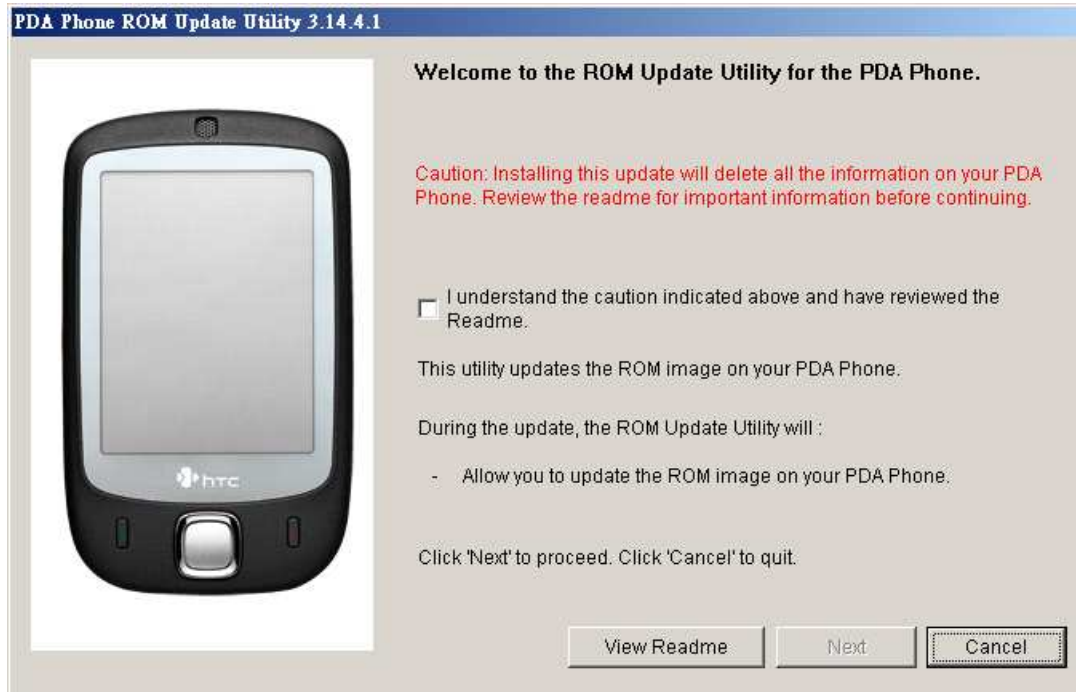 PDA Phone ROM Update Utility 3.14.4.1
Welcome to the ROM Update Utility for the PDA Phone.
Caution: Installing this update will delete all the information on your PDA
Phone. Review the readme for important information before continuing.
I understand the caution indicated above and have reviewed the
Readme.
This utility updates the ROM image on your PDA Phone.
During the update, the ROM Update Utility will :
- Allow you to update the ROM image on your PDA Phone.
hTC
Click 'Next' to proceed. Click 'Cancel' to quit.
View Readme
Next
Cancel